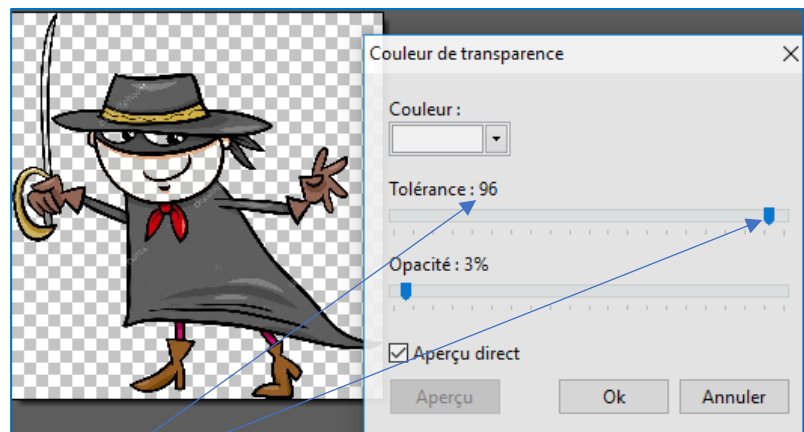 Couleur de transparence
Couleur :
Tolérance : 96
Opacité : 3%
Aperçu direct
Aperçu
Ok
Annuler